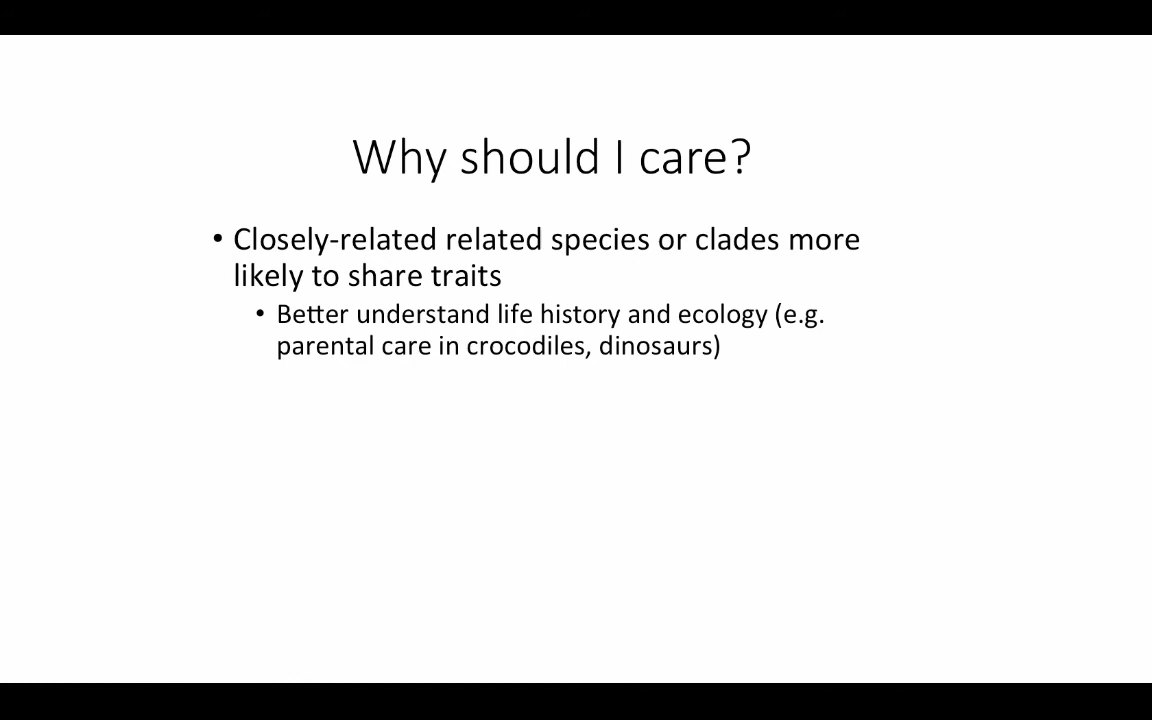 Why should I care?
• Closely-related related species or clades more
likely to share traits
• Better understand life history and ecology (e.g.
parental care in crocodiles, dinosaurs)